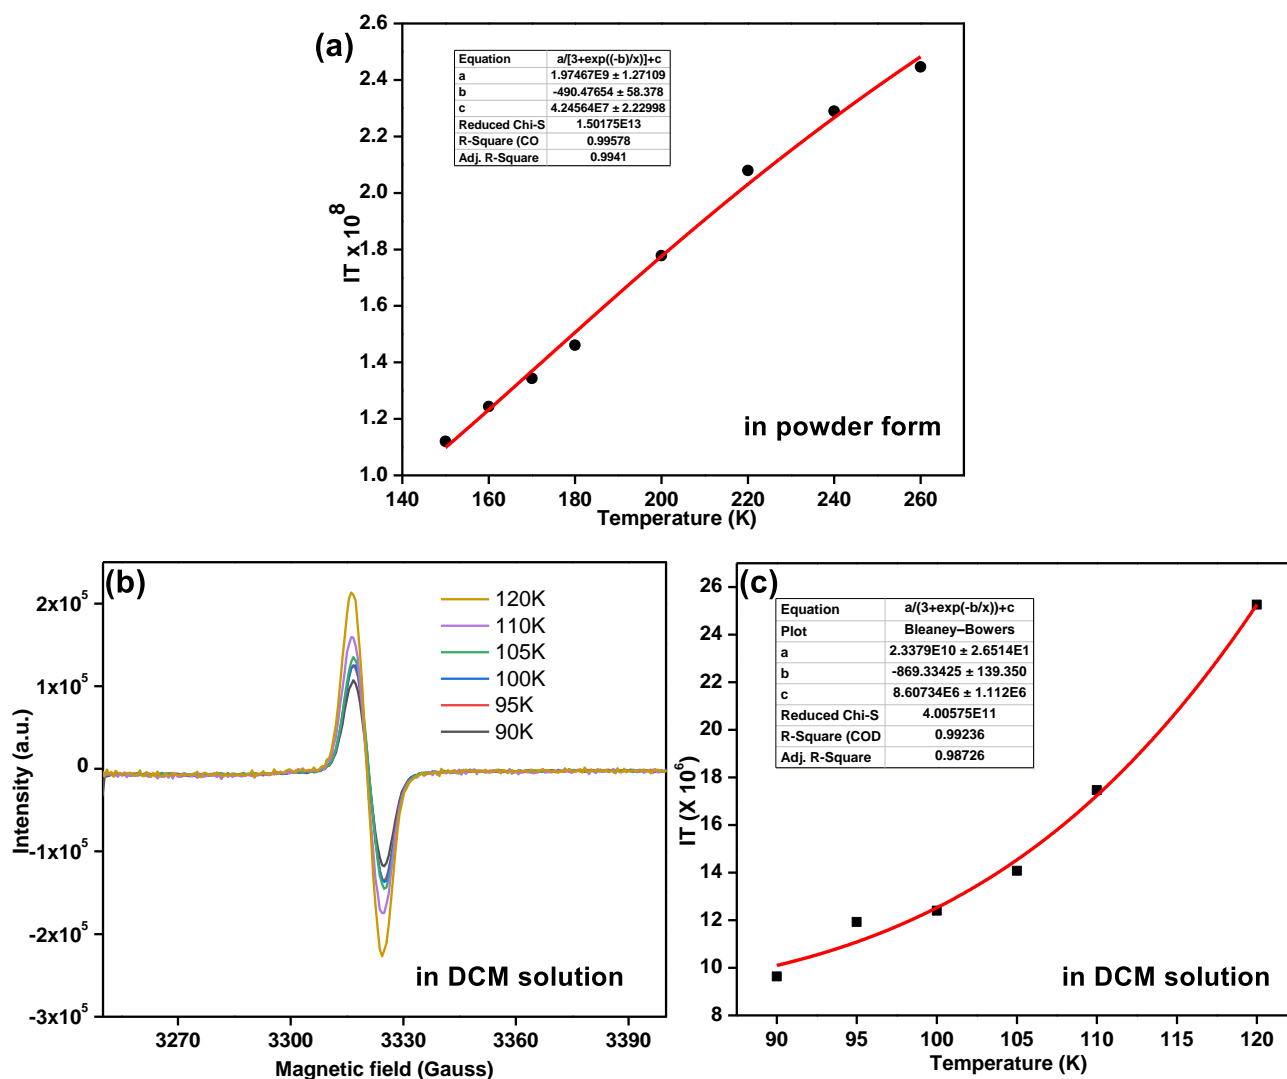 (a)
2.6
2.4
2.2
2.0
1.8
1.6
1.4
1.2
1.0
IT x 10^8
Equation a/[3+exp((-b)/x)]+c
a 1.97467E9 ± 1.27109
b -490.47654 ± 58.378
c 4.24564E7 ± 2.22998
Reduced Chi-S 1.50175E13
R-Square (CO 0.99578
Adj. R-Square 0.9941
in powder form
140 160 180 200 220 240 260
Temperature (K)
(b)
2x10^5
1x10^5
0
-1x10^5
-2x10^5
-3x10^5
Intensity (a.u.)
120K
110K
105K
100K
95K
90K
in DCM solution
3270 3300 3330 3360 3390
Magnetic field (Gauss)
(c)
26
24
22
20
18
16
14
12
10
8
IT (X 10^6)
Equation a/(3+exp(-b/x))+c
Plot Bleaney–Bowers
a 2.3379E10 ± 2.6514E1
b -869.33425 ± 139.350
c 8.60734E6 ± 1.112E6
Reduced Chi-S 4.00575E11
R-Square (COD 0.99236
Adj. R-Square 0.98726
in DCM solution
90 95 100 105 110 115 120
Temperature (K)